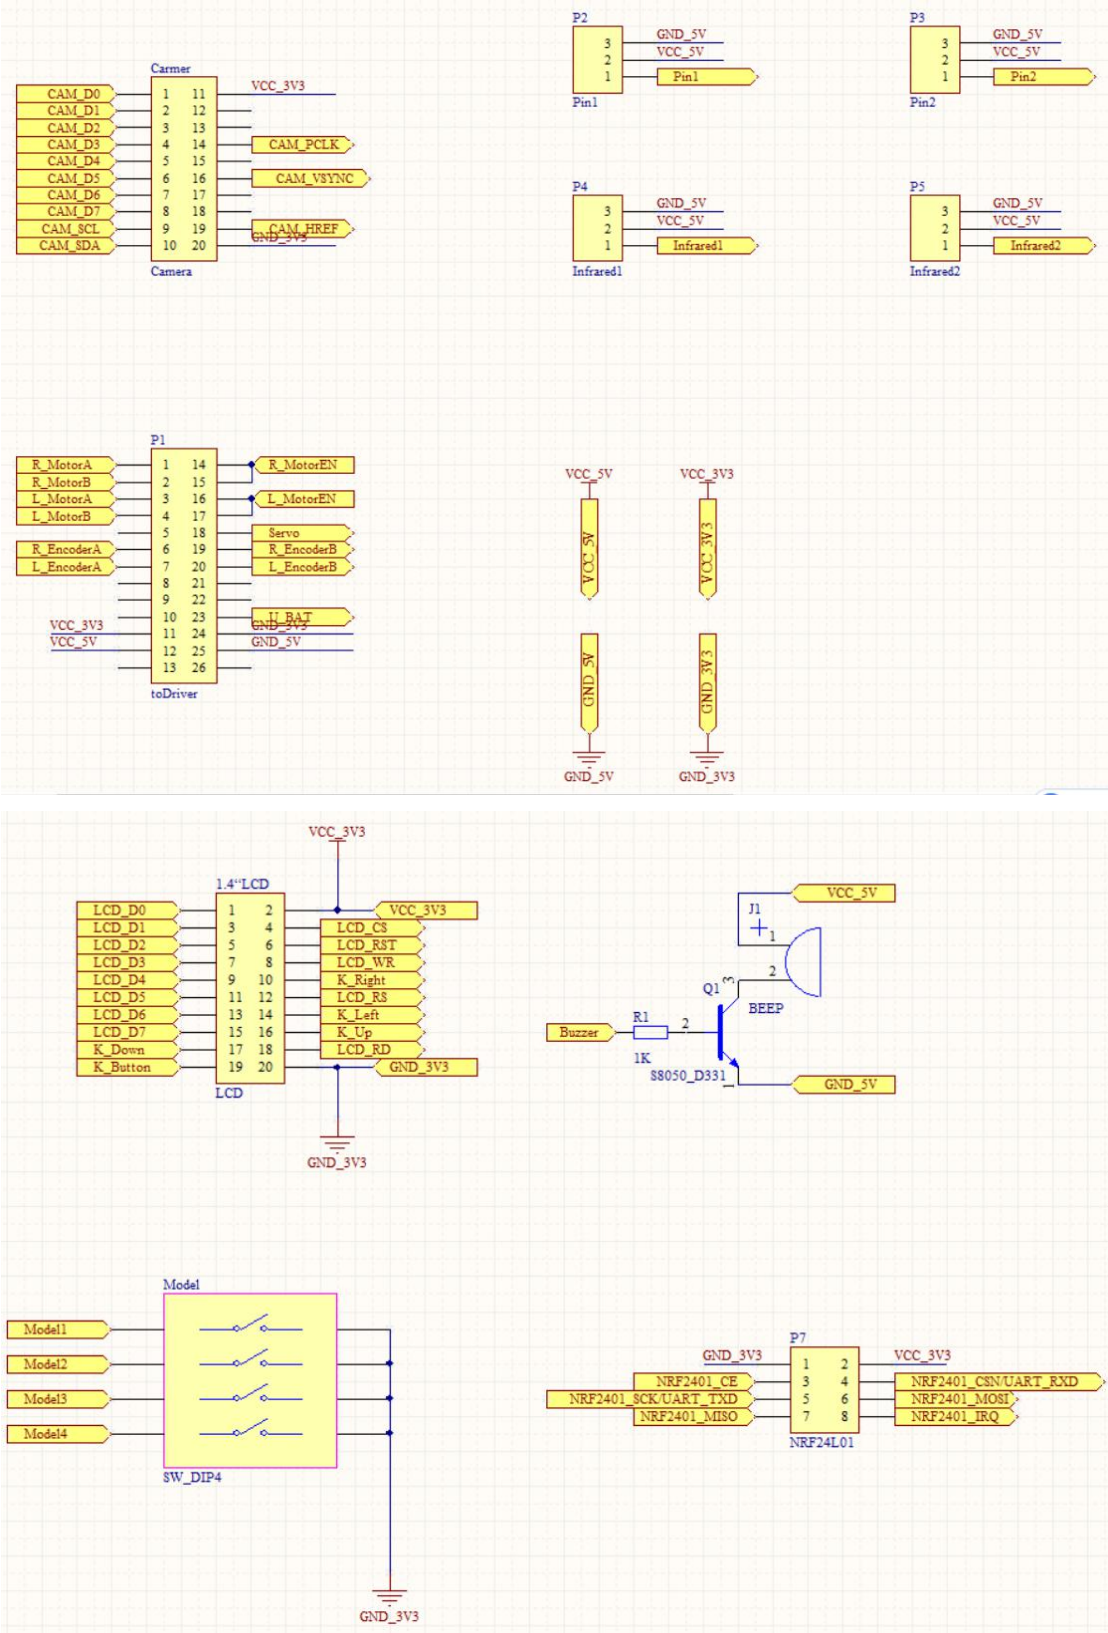 Carmer
CAM_D0 1 11 VCC_3V3
CAM_D1 2 12
CAM_D2 3 13
CAM_D3 4 14 CAM_PCLK
CAM_D4 5 15
CAM_D5 6 16 CAM_VSYNC
CAM_D6 7 17
CAM_D7 8 18
CAM_SCL 9 19 CAM_HREF
CAM_SDA 10 20 GND_3V3
Camera
P2
3 GND_5V
2 VCC_5V
1 Pin1
Pin1
P3
3 GND_5V
2 VCC_5V
1 Pin2
Pin2
P4
3 GND_5V
2 VCC_5V
1 Infrared1
Infrared1
P5
3 GND_5V
2 VCC_5V
1 Infrared2
Infrared2
P1
R_MotorA 1 14 R_MotorEN
R_MotorB 2 15
L_MotorA 3 16 L_MotorEN
L_MotorB 4 17
5 18 Servo
R_EncoderA 6 19 R_EncoderB
L_EncoderA 7 20 L_EncoderB
8 21
9 22
10 23 U_BAT
VCC_3V3 11 24 GND_3V3
VCC_5V 12 25 GND_5V
13 26
toDriver
VCC_5V
VCC_5V
GND_5V
GND_5V
VCC_3V3
VCC_3V3
GND_3V3
GND_3V3
VCC_3V3
1.4"LCD
LCD_D0 1 2 VCC_3V3
LCD_D1 3 4 LCD_CS
LCD_D2 5 6 LCD_RST
LCD_D3 7 8 LCD_WR
LCD_D4 9 10 K_Right
LCD_D5 11 12 LCD_RS
LCD_D6 13 14 K_Left
LCD_D7 15 16 K_Up
K_Down 17 18 LCD_RD
K_Button 19 20 GND_3V3
LCD
GND_3V3
VCC_5V
J1
+
1
2
BEEP
3
Q1
Buzzer R1 2
1K
S8050_D331
1
GND_5V
Model
Model1
Model2
Model3
Model4
SW_DIP4
GND_3V3
P7
GND_3V3 1 2 VCC_3V3
NRF2401_CE 3 4 NRF2401_CSN/UART_RXD
NRF2401_SCK/UART_TXD 5 6 NRF2401_MOSI
NRF2401_MISO 7 8 NRF2401_IRQ
NRF24L01